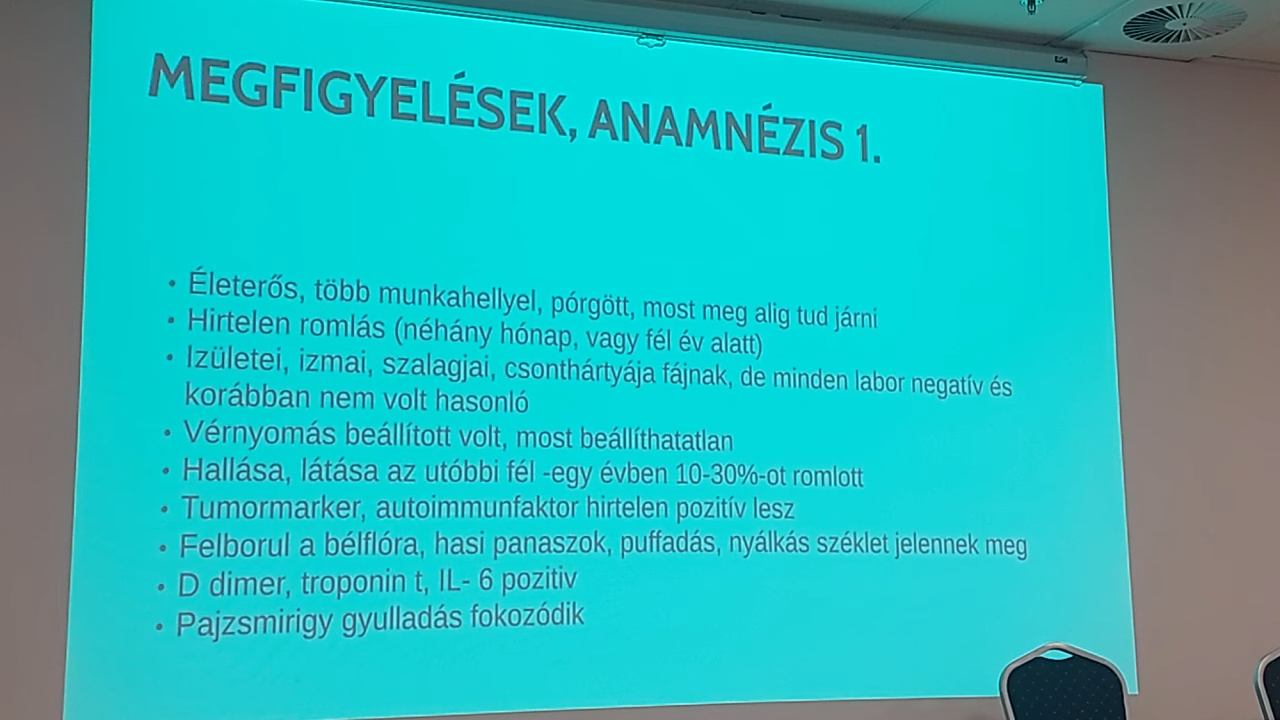 MEGFIGYELÉSEK, ANAMNÉZIS 1.
• Életerős, több munkahellyel, pórgött, most meg alig tud járni
• Hirtelen romlás (néhány hónap, vagy fél év alatt)
• Izületei, izmai, szalagjai, csonthártyája fájnak, de minden labor negatív és
korábban nem volt hasonló
• Vérnyomás beállított volt, most beállíthatatlan
• Hallása, látása az utóbbi fél -egy évben 10-30%-ot romlott
• Tumormarker, autoimmunfaktor hirtelen pozitív lesz
• Felborul a bélflóra, hasi panaszok, puffadás, nyálkás széklet jelennek meg
• D dimer, troponin t, IL- 6 pozitiv
• Pajzsmirigy gyulladás fokozódik